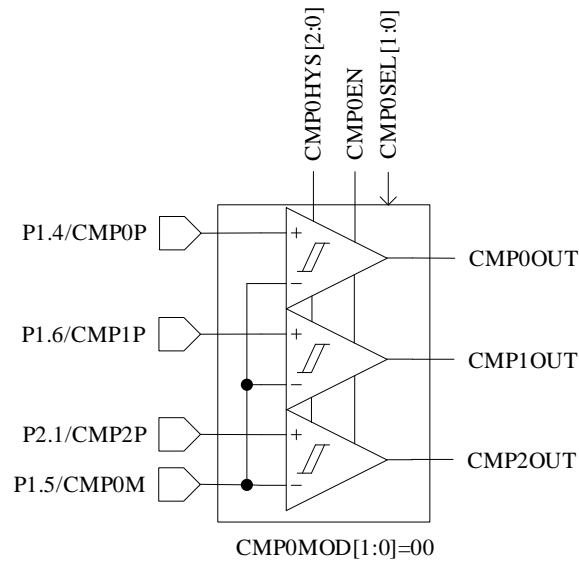 CMP0HYS[2:0]
CMP0EN
CMP0SEL[1:0]
P1.4/CMP0P
+
−
CMP0OUT
P1.6/CMP1P
+
−
CMP1OUT
P2.1/CMP2P
+
−
CMP2OUT
P1.5/CMP0M
CMP0MOD[1:0]=00